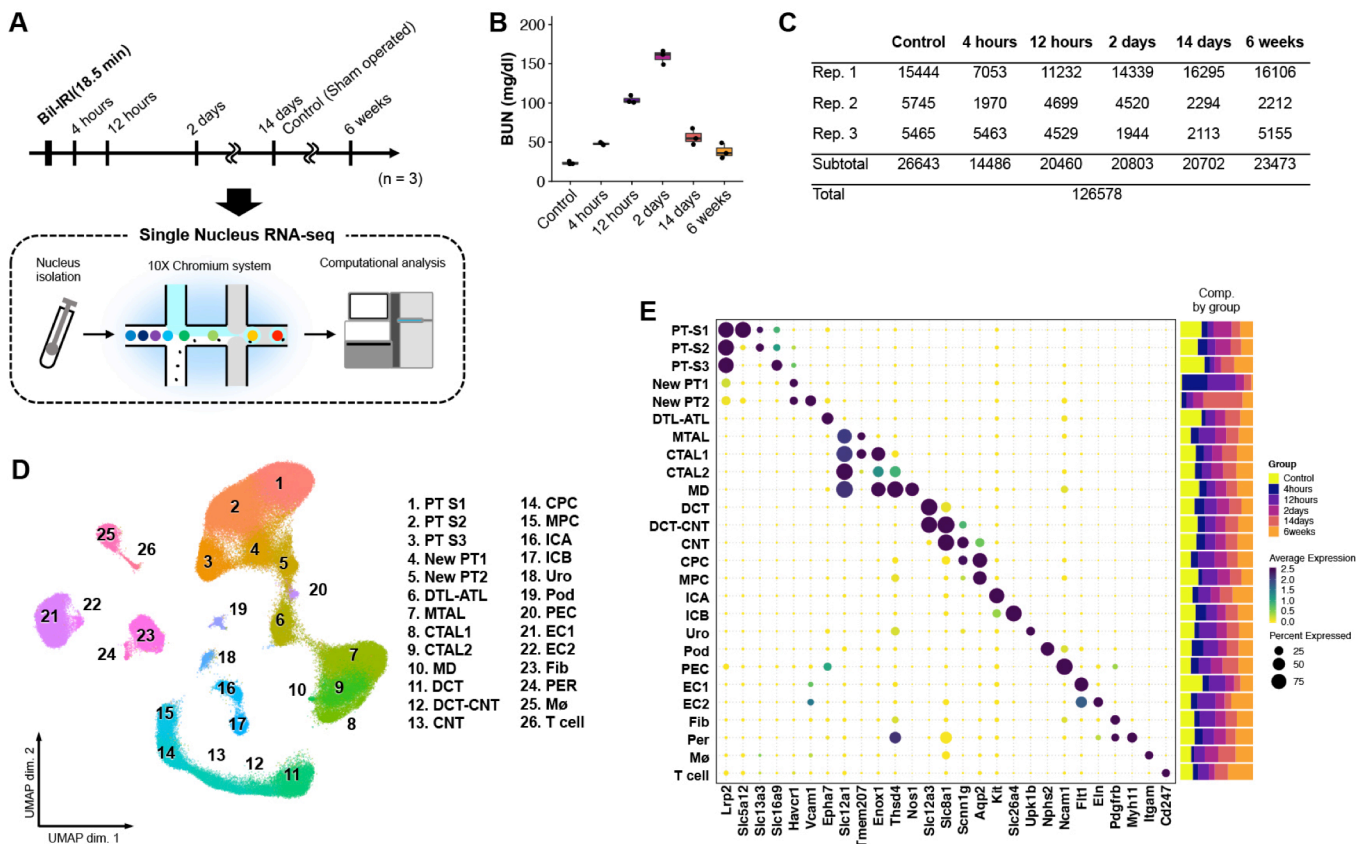 A
Bil-IRI(18.5 min)
4 hours
12 hours
2 days
14 days
Control (Sham operated)
6 weeks
(n = 3)
Single Nucleus RNA-seq
Nucleus
isolation
10X Chromium system
Computational analysis
B
BUN (mg/dl)
200
150
100
50
0
Control
4 hours
12 hours
2 days
14 days
6 weeks
C
Control 4 hours 12 hours 2 days 14 days 6 weeks
Rep. 1 15444 7053 11232 14339 16295 16106
Rep. 2 5745 1970 4699 4520 2294 2212
Rep. 3 5465 5463 4529 1944 2113 5155
Subtotal 26643 14486 20460 20803 20702 23473
Total 126578
D
1
2
3
4
5
6
7
8
9
10
11
12
13
14
15
16
17
18
19
20
21
22
23
24
25
26
1. PT S1
2. PT S2
3. PT S3
4. New PT1
5. New PT2
6. DTL-ATL
7. MTAL
8. CTAL1
9. CTAL2
10. MD
11. DCT
12. DCT-CNT
13. CNT
14. CPC
15. MPC
16. ICA
17. ICB
18. Uro
19. Pod
20. PEC
21. EC1
22. EC2
23. Fib
24. PER
25. Mø
26. T cell
UMAP dim. 2
UMAP dim. 1
E
PT-S1
PT-S2
PT-S3
New PT1
New PT2
DTL-ATL
MTAL
CTAL1
CTAL2
MD
DCT
DCT-CNT
CNT
CPC
MPC
ICA
ICB
Uro
Pod
PEC
EC1
EC2
Fib
Per
Mø
T cell
Lrp2
Slc5a12
Slc13a3
Slc16a9
Havcr1
Vcam1
Epha7
Slc12a1
Tmem207
Enox1
Thsd4
Nos1
Slc12a3
Slc8a1
Scnn1g
Aqp2
Kit
Slc26a4
Upk1b
Nphs2
Ncam1
Flt1
Eln
Pdgfrb
Myh11
Itgam
Cd247
Comp.
by group
Group
Control
4hours
12hours
2days
14days
6weeks
Average Expression
2.5
2.0
1.5
1.0
0.5
0.0
Percent Expressed
25
50
75